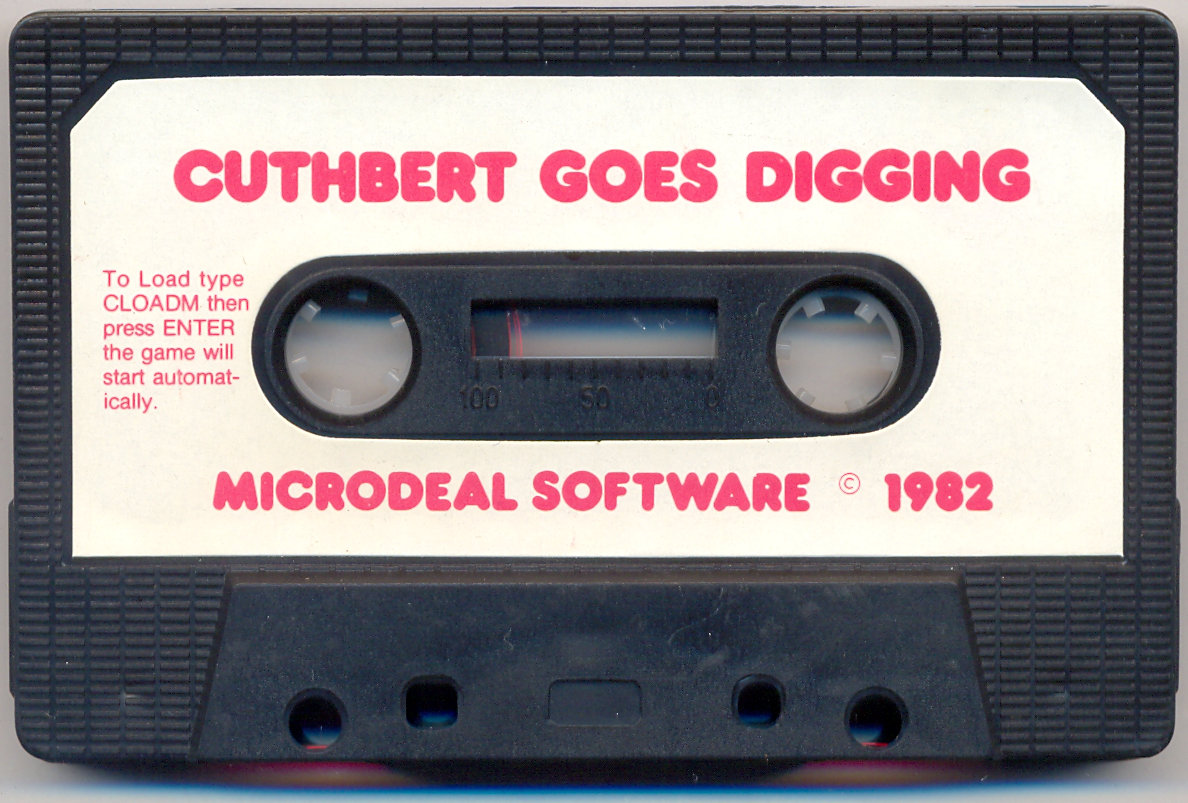 CUTHBERT GOES DIGGING
To Load type
CLOADM then
press ENTER
the game will
start automat-
ically.
100 50 0
MICRODEAL SOFTWARE © 1982